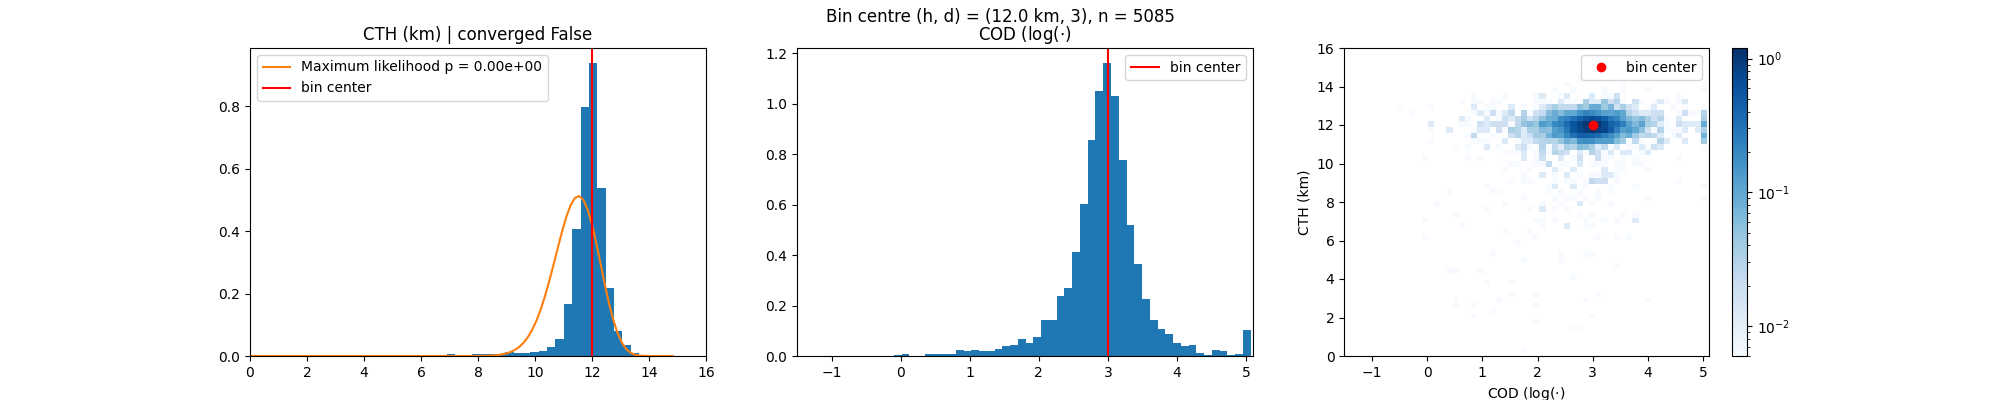 Bin centre (h, d) = (12.0 km, 3), n = 5085
CTH (km) | converged False
Maximum likelihood p = 0.00e+00
bin center
0.8
0.6
0.4
0.2
0.0
0 2 4 6 8 10 12 14 16
COD (log(·)
bin center
1.2
1.0
0.8
0.6
0.4
0.2
0.0
−1 0 1 2 3 4 5
bin center
CTH (km)
16
14
12
10
8
6
4
2
0
−1 0 1 2 3 4 5
COD (log(·)
10⁰
10⁻¹
10⁻²